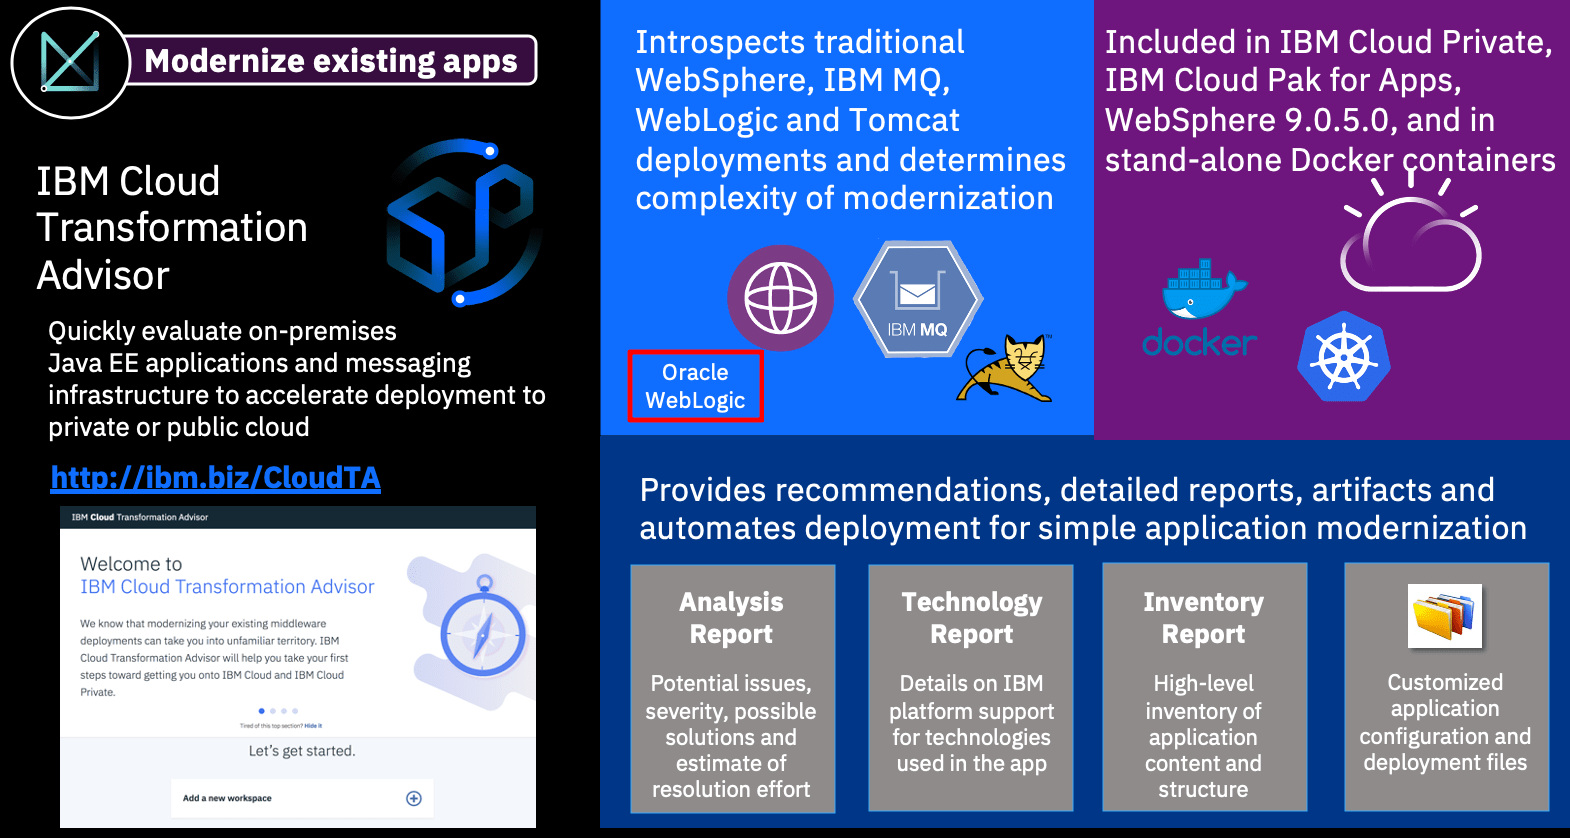 Modernize existing apps
IBM Cloud
Transformation
Advisor
Quickly evaluate on-premises
Java EE applications and messaging
infrastructure to accelerate deployment to
private or public cloud
http://ibm.biz/CloudTA
IBM Cloud Transformation Advisor
Welcome to
IBM Cloud Transformation Advisor
We know that modernizing your existing middleware
deployments can take you into unfamiliar territory. IBM
Cloud Transformation Advisor will help you take your first
steps toward getting you onto IBM Cloud and IBM Cloud
Private.
Tired of this top section? Hide it
Let's get started.
Add a new workspace
Introspects traditional
WebSphere, IBM MQ,
WebLogic and Tomcat
deployments and determines
complexity of modernization
IBM MQ
TM
Oracle
WebLogic
Included in IBM Cloud Private,
IBM Cloud Pak for Apps,
WebSphere 9.0.5.0, and in
stand-alone Docker containers
docker
Provides recommendations, detailed reports, artifacts and
automates deployment for simple application modernization
Analysis
Report
Potential issues,
severity, possible
solutions and
estimate of
resolution effort
Technology
Report
Details on IBM
platform support
for technologies
used in the app
Inventory
Report
High-level
inventory of
application
content and
structure
Customized
application
configuration and
deployment files